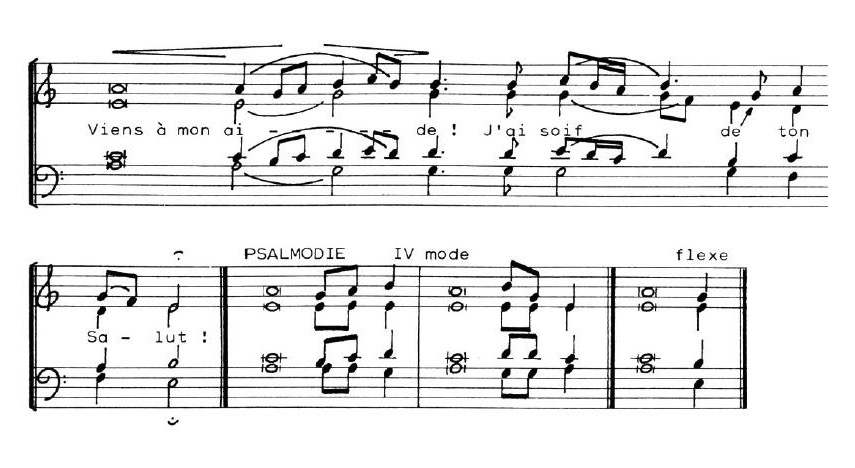 Viens à mon ai - - - - - - de ! J'ai soif de ton
PSALMODIE IV mode flexe
Sa - lut !